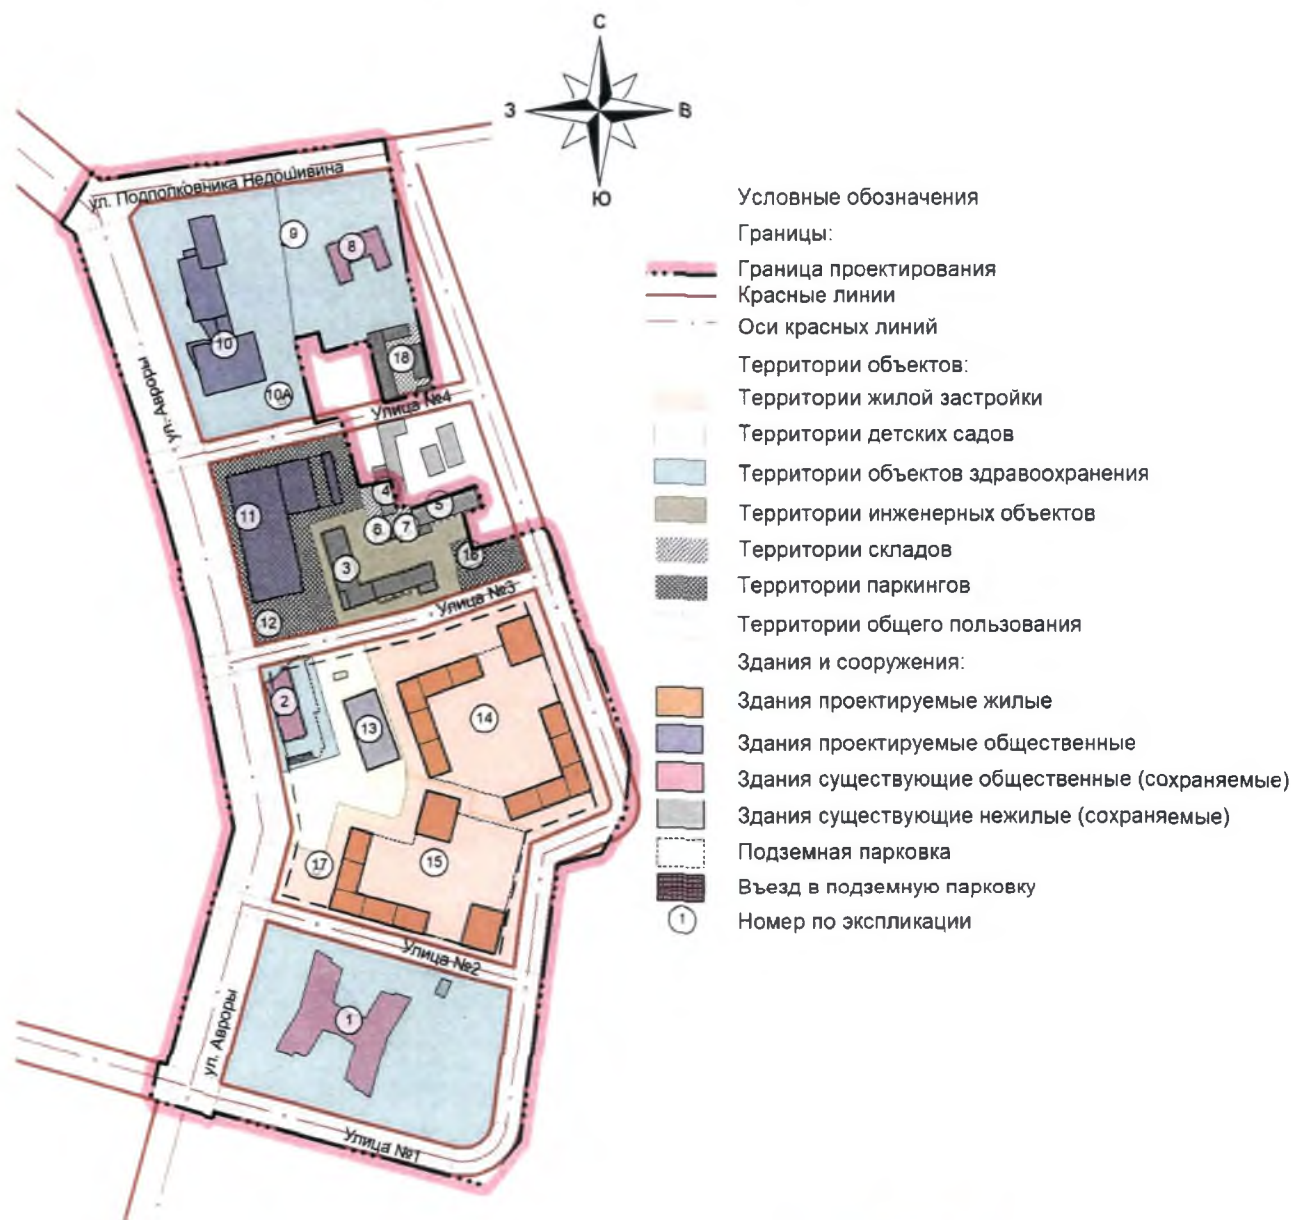 С
З
В
Ю
ул. Подполковника Недошивина
9
8
10
18
10А
ул. Авроры
Улица №4
4
5
11
6
7
3
16
12
Улица №3
2
13
14
17
15
Улица №2
1
ул. Авроры
Улица №1
Условные обозначения
Границы:
Граница проектирования
Красные линии
Оси красных линий
Территории объектов:
Территории жилой застройки
Территории детских садов
Территории объектов здравоохранения
Территории инженерных объектов
Территории складов
Территории паркингов
Территории общего пользования
Здания и сооружения:
Здания проектируемые жилые
Здания проектируемые общественные
Здания существующие общественные (сохраняемые)
Здания существующие нежилые (сохраняемые)
Подземная парковка
Въезд в подземную парковку
1
Номер по экспликации